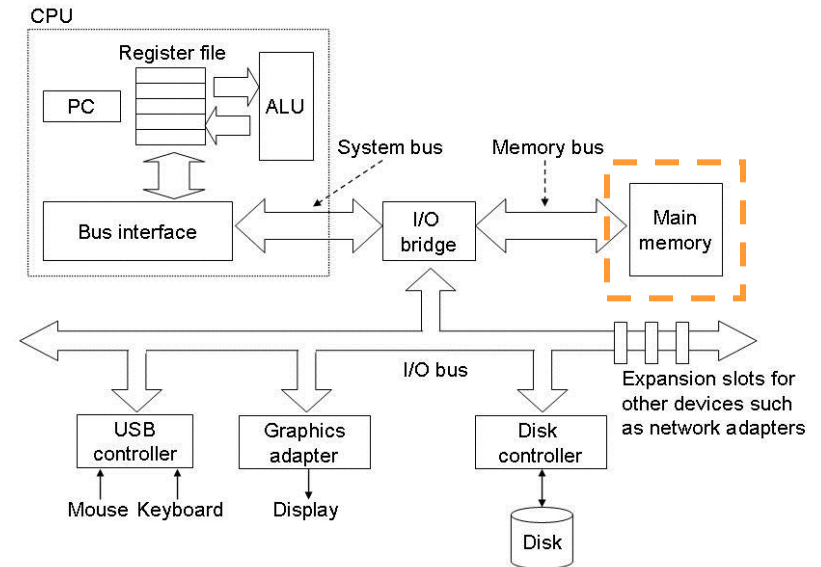 CPU
Register file
PC
ALU
System bus
Memory bus
Bus interface
I/O
bridge
Main
memory
I/O bus
Expansion slots for
other devices such
as network adapters
USB
controller
Graphics
adapter
Disk
controller
Mouse
Keyboard
Display
Disk